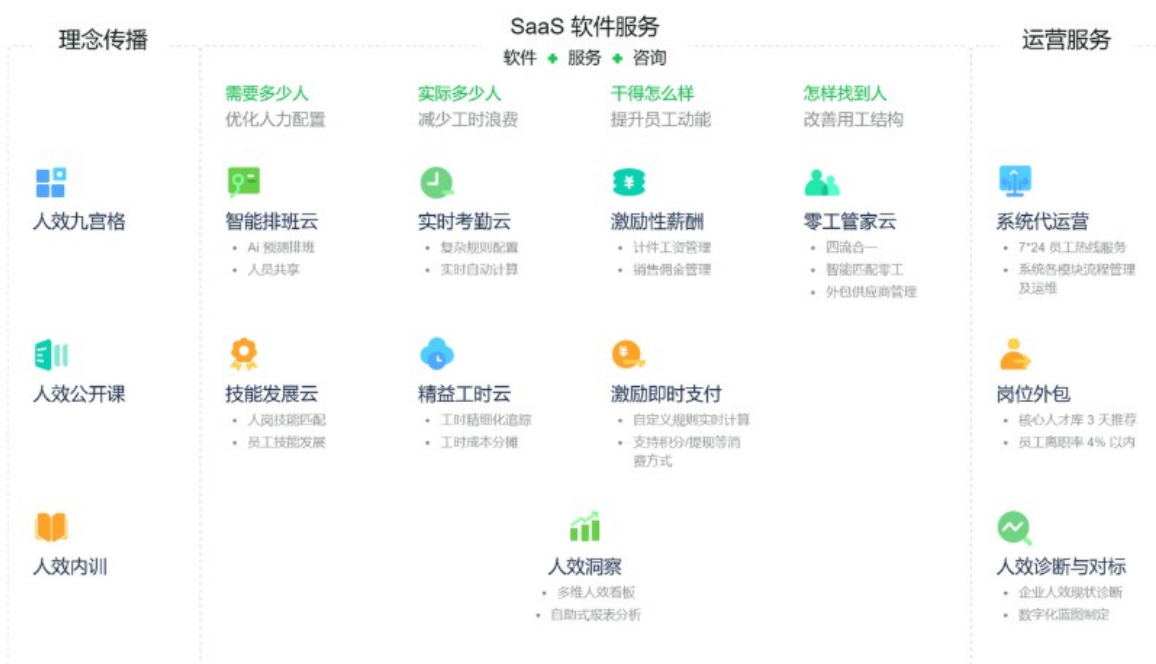 理念传播
SaaS 软件服务
软件 + 服务 + 咨询
运营服务
需要多少人
优化人力配置
实际多少人
减少工时浪费
干得怎么样
提升员工动能
怎样找到人
改善用工结构
人效九宫格
智能排班云
• Ai 预测排班
• 人员共享
实时考勤云
• 复杂规则配置
• 实时自动计算
激励性薪酬
• 计件工资管理
• 销售佣金管理
零工管家云
• 四流合一
• 智能匹配零工
• 外包供应商管理
系统代运营
• 7*24 员工热线服务
• 系统各模块流程管理
及运维
人效公开课
技能发展云
• 人岗技能匹配
• 员工技能发展
精益工时云
• 工时精细化追踪
• 工时成本分摊
激励即时支付
• 自定义规则实时计算
• 支持积分/提现等消
费方式
岗位外包
• 核心人才库 3 天推荐
• 员工离职率 4% 以内
人效内训
人效洞察
• 多维人效看板
• 自助式报表分析
人效诊断与对标
• 企业人效现状诊断
• 数字化蓝图制定